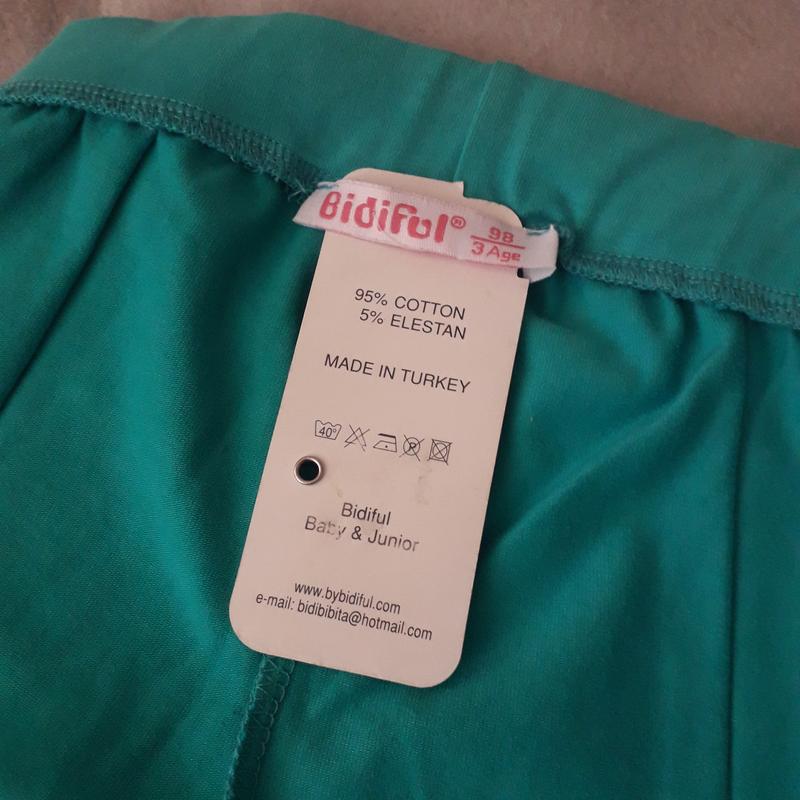 Bidiful®
98
3 Age
95% COTTON
5% ELESTAN
MADE IN TURKEY
40°
P
Bidiful
Baby & Junior
www.bybidiful.com
e-mail: bidibibita@hotmail.com